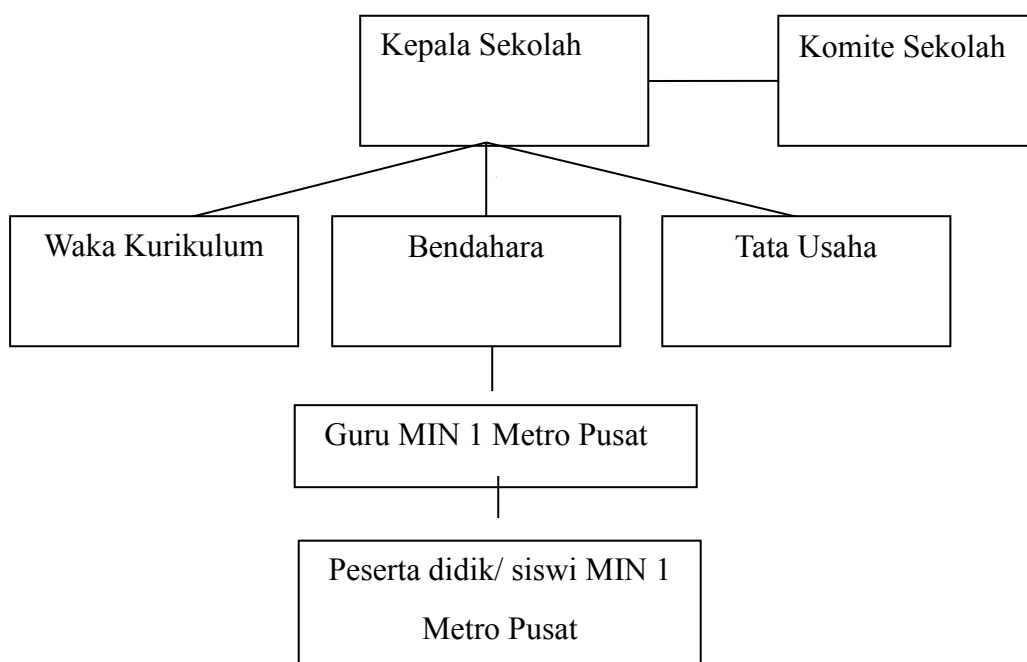 Kepala Sekolah
Komite Sekolah
Waka Kurikulum
Bendahara
Tata Usaha
Guru MIN 1 Metro Pusat
Peserta didik/ siswi MIN 1
Metro Pusat